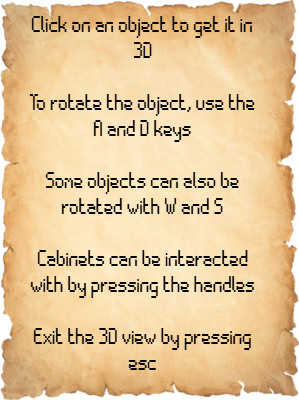 Click on an object to get it in
3D
To rotate the object, use the
A and D keys
Some objects can also be
rotated with W and S
Cabinets can be interacted
with by pressing the handles
Exit the 3D view by pressing
esc